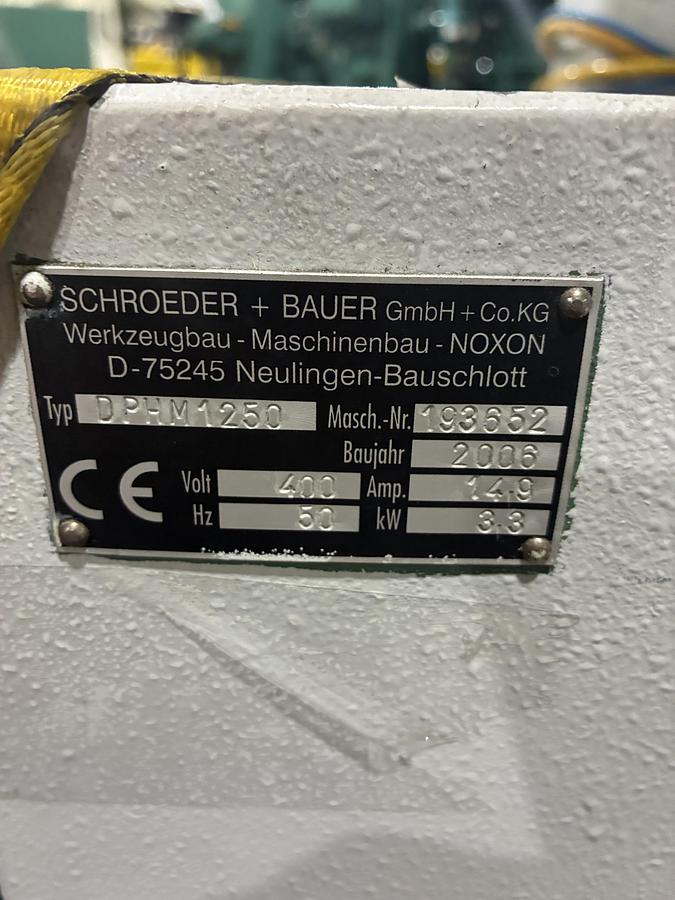 SCHROEDER + BAUER GmbH + Co.KG
Werkzeugbau - Maschinenbau - NOXON
D-75245 Neulingen-Bauschlott
Typ DPHM1250 Masch.-Nr. 193652
Baujahr 2006
CE Volt 400 Amp. 14.9
Hz 50 kW 3.3